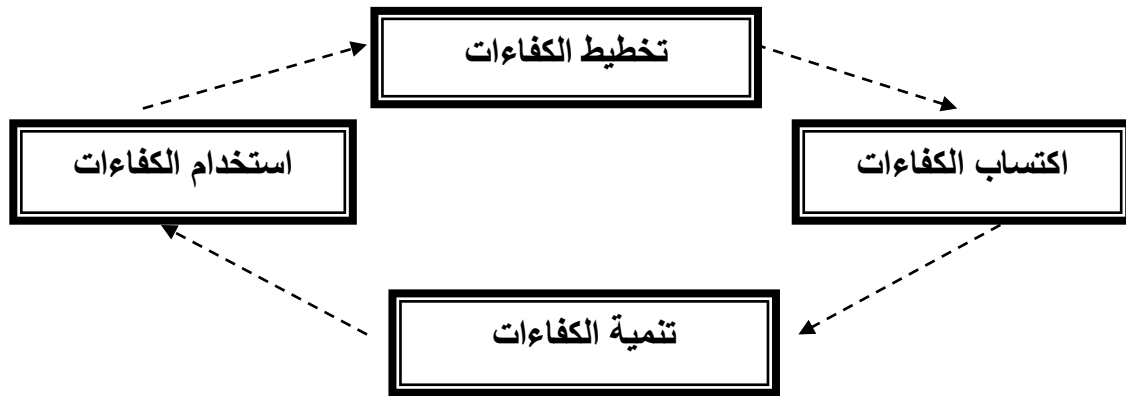 تخطيط الكفاءات
استخدام الكفاءات
اكتساب الكفاءات
تنمية الكفاءات